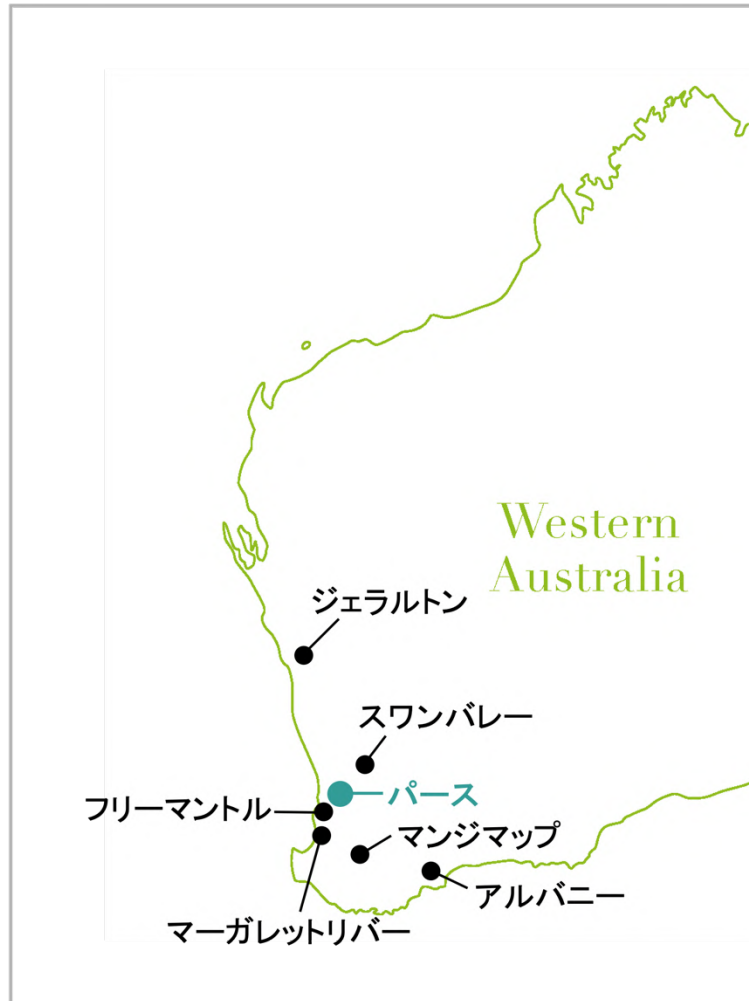 Western
Australia
ジェラルトン
スワンバレー
パース
フリーマントル
マンジマップ
アルバニー
マーガレットリバー